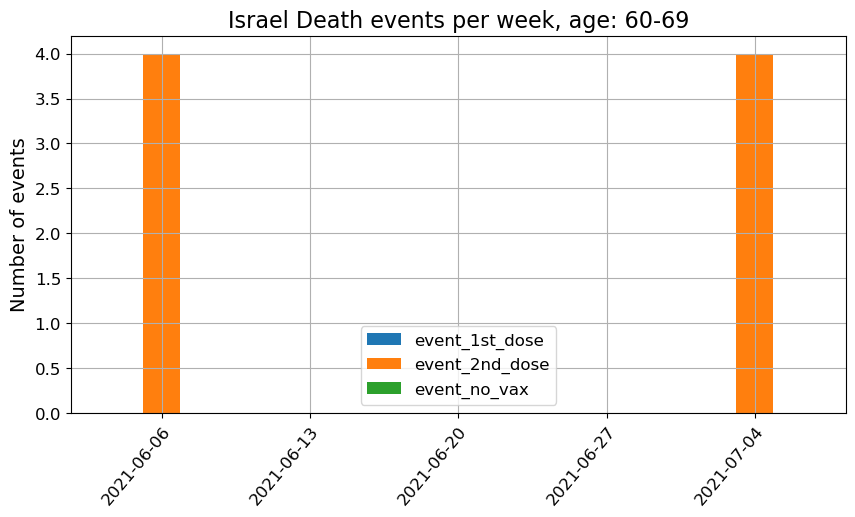 Israel Death events per week, age: 60-69
Number of events
4.0
3.5
3.0
2.5
2.0
1.5
1.0
0.5
0.0
event_1st_dose
event_2nd_dose
event_no_vax
2021-06-06
2021-06-13
2021-06-20
2021-06-27
2021-07-04